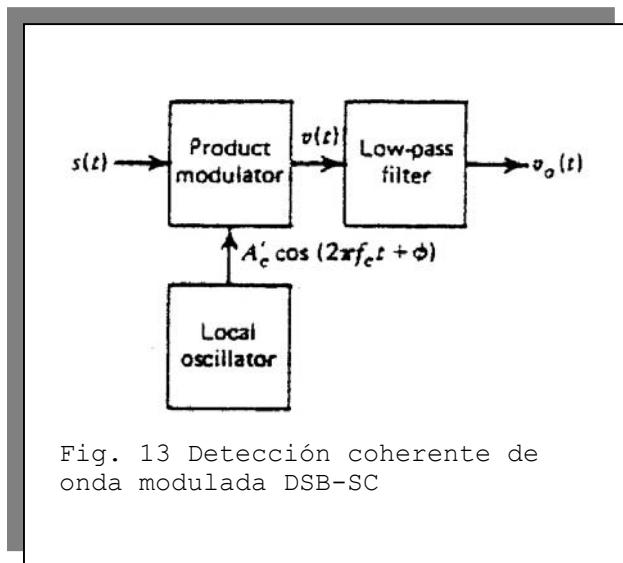 s(t)
Product
modulator
v(t)
Low-pass
filter
v_o(t)
A'_c cos (2πf_c t + ϕ)
Local
oscillator
Fig. 13 Detección coherente de
onda modulada DSB-SC